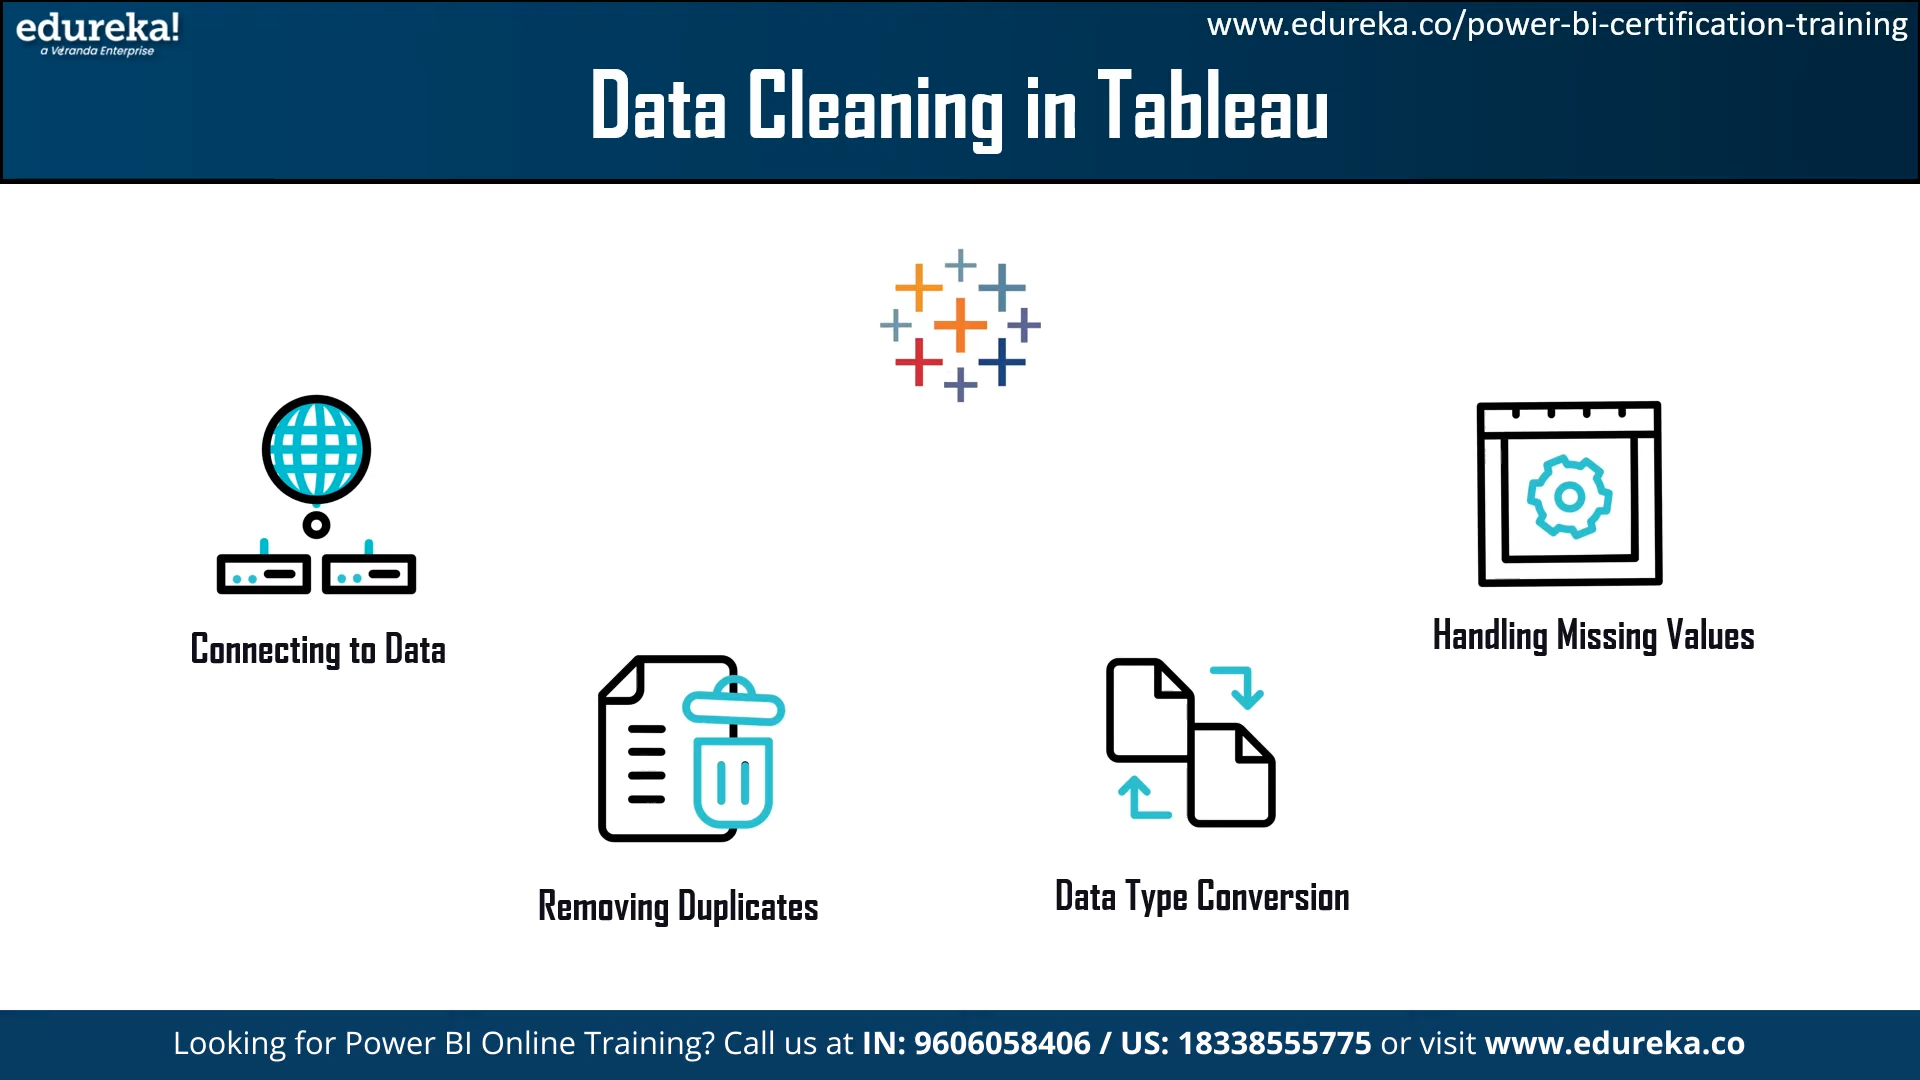 edureka!
a Veranda Enterprise
www.edureka.co/power-bi-certification-training
Data Cleaning in Tableau
Connecting to Data
Handling Missing Values
Removing Duplicates
Data Type Conversion
Looking for Power BI Online Training? Call us at IN: 9606058406 / US: 18338555775 or visit www.edureka.co